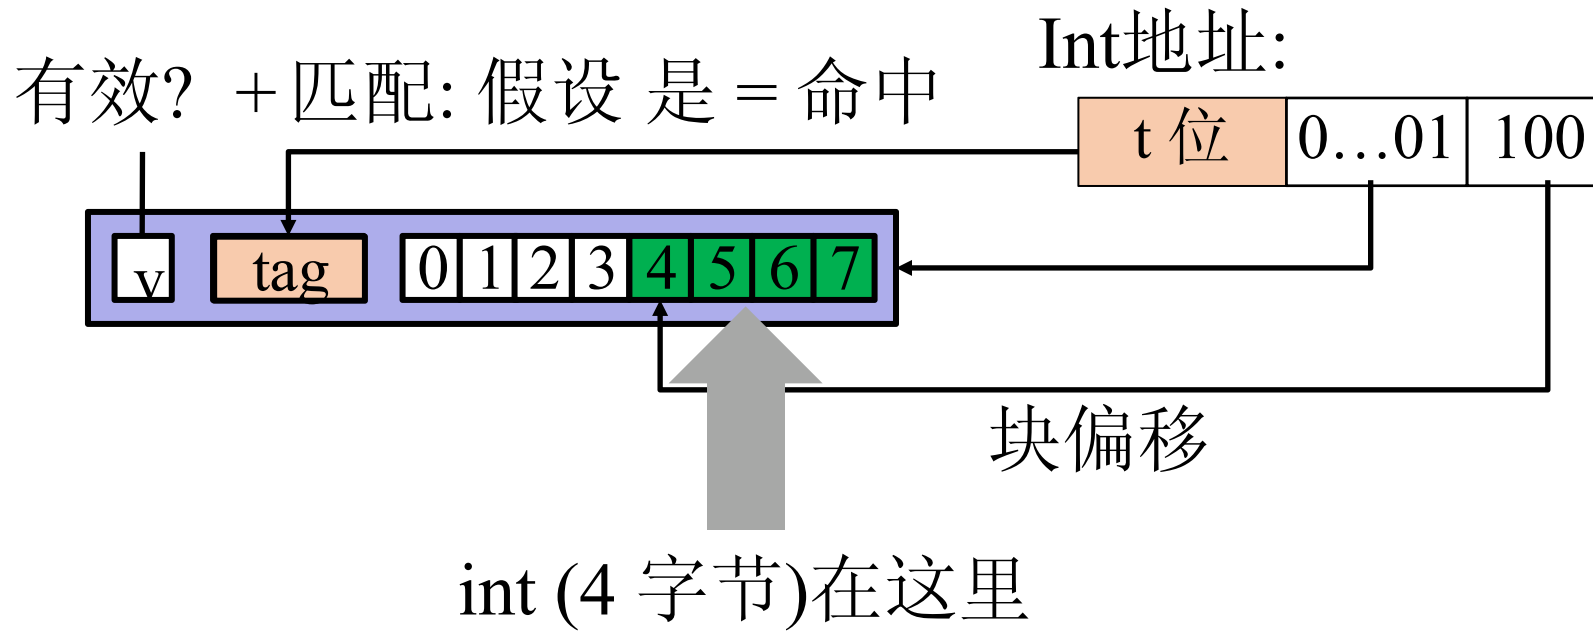 Int地址:
有效? +匹配: 假设 是 = 命中
t 位 0…01 100
v tag 0 1 2 3 4 5 6 7
块偏移
int (4 字节)在这里